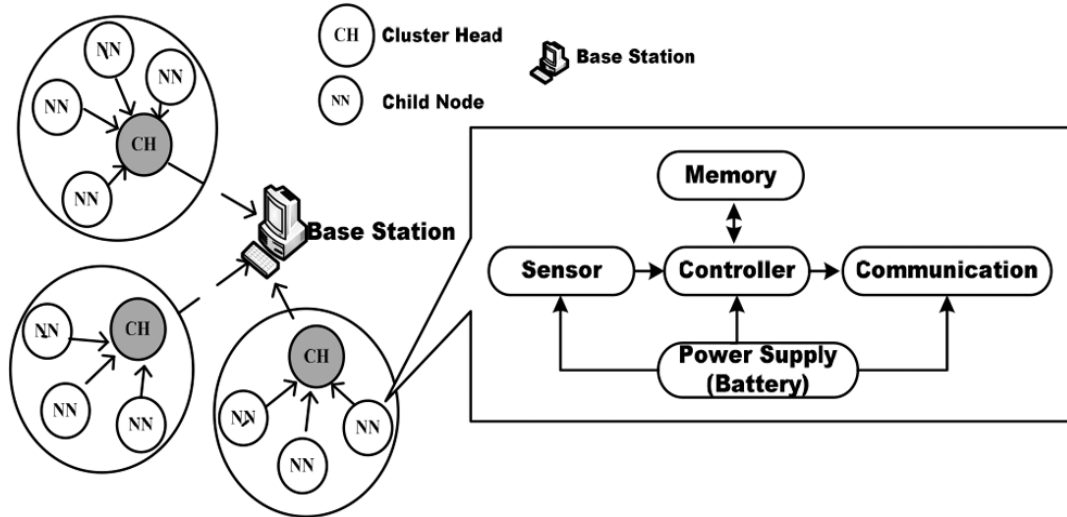 NN
NN
NN
CH
NN
CH Cluster Head
NN Child Node
Base Station
Base Station
NN
CH
NN
NN
CH
NN
NN
NN
Memory
Sensor
Controller
Communication
Power Supply
(Battery)